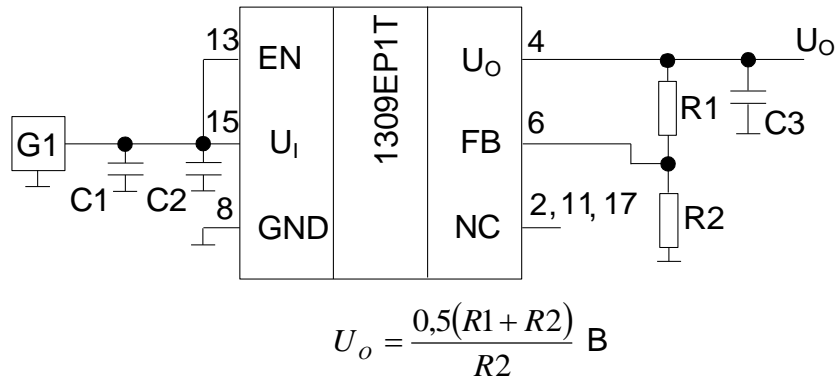 13 EN 1309ЕР1Т U_O 4 U_O
G1 15 U_I FB 6 R1 C3
C1 C2 8 GND NC 2, 11, 17 R2
U_O = 0,5(R1 + R2) / R2 В